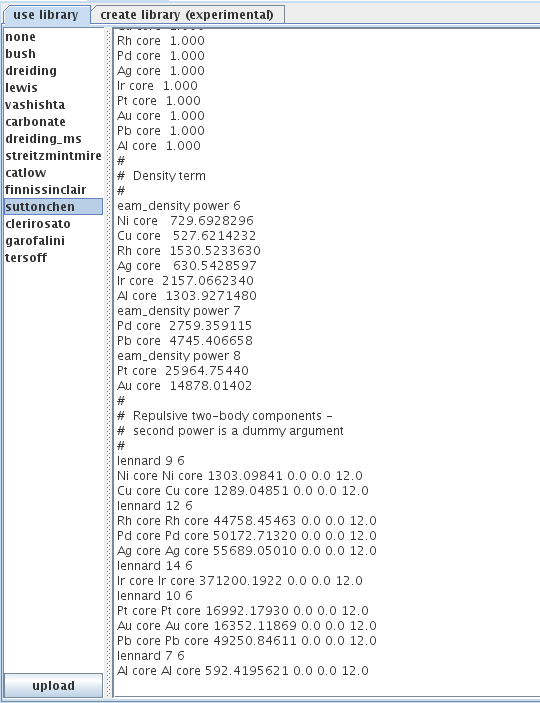 use library
create library (experimental)
none
bush
dreiding
lewis
vashishta
carbonate
dreiding_ms
streitzmintmire
catlow
finnissinclair
suttonchen
clerirosato
garofalini
tersoff
upload
Cu core 1.000
Rh core 1.000
Pd core 1.000
Ag core 1.000
Ir core 1.000
Pt core 1.000
Au core 1.000
Pb core 1.000
Al core 1.000
#
# Density term
#
eam_density power 6
Ni core 729.6928296
Cu core 527.6214232
Rh core 1530.5233630
Ag core 630.5428597
Ir core 2157.0662340
Al core 1303.9271480
eam_density power 7
Pd core 2759.359115
Pb core 4745.406658
eam_density power 8
Pt core 25964.75440
Au core 14878.01402
#
# Repulsive two-body components -
# second power is a dummy argument
#
lennard 9 6
Ni core Ni core 1303.09841 0.0 0.0 12.0
Cu core Cu core 1289.04851 0.0 0.0 12.0
lennard 12 6
Rh core Rh core 44758.45463 0.0 0.0 12.0
Pd core Pd core 50172.71320 0.0 0.0 12.0
Ag core Ag core 55689.05010 0.0 0.0 12.0
lennard 14 6
Ir core Ir core 371200.1922 0.0 0.0 12.0
lennard 10 6
Pt core Pt core 16992.17930 0.0 0.0 12.0
Au core Au core 16352.11869 0.0 0.0 12.0
Pb core Pb core 49250.84611 0.0 0.0 12.0
lennard 7 6
Al core Al core 592.4195621 0.0 0.0 12.0